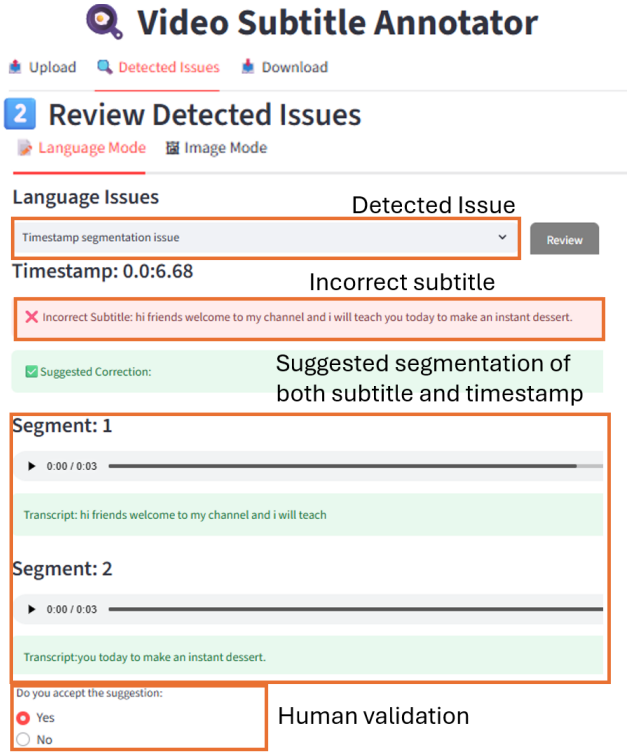 Video Subtitle Annotator
Upload Detected Issues Download
2 Review Detected Issues
Language Mode Image Mode
Language Issues
Detected Issue
Timestamp segmentation issue
Review
Timestamp: 0.0:6.68
Incorrect subtitle
Incorrect Subtitle: hi friends welcome to my channel and i will teach you today to make an instant dessert.
Suggested Correction:
Suggested segmentation of
both subtitle and timestamp
Segment: 1
0:00 / 0:03
Transcript: hi friends welcome to my channel and i will teach
Segment: 2
0:00 / 0:03
Transcript:you today to make an instant dessert.
Do you accept the suggestion:
Yes
No
Human validation